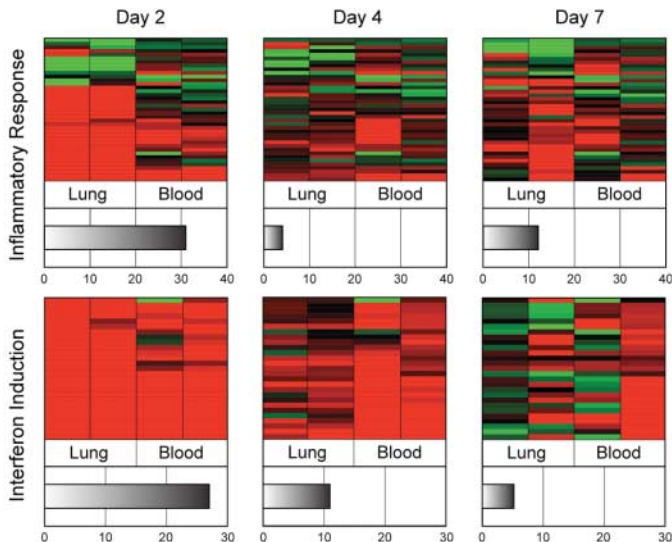 Day 2 Day 4 Day 7
Inflammatory Response
Lung Blood Lung Blood Lung Blood
0 10 20 30 40 0 10 20 30 40 0 10 20 30 40
Interferon Induction
Lung Blood Lung Blood Lung Blood
0 10 20 30 0 10 20 30 0 10 20 30